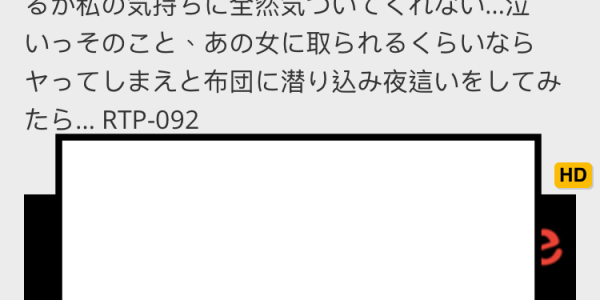 るが私の気持ちに全然気づいてくれない…泣
いっそのこと、あの女に取られるくらいなら
ヤってしまえと布団に潜り込み夜這いをしてみ
たら… RTP-092
HD
e